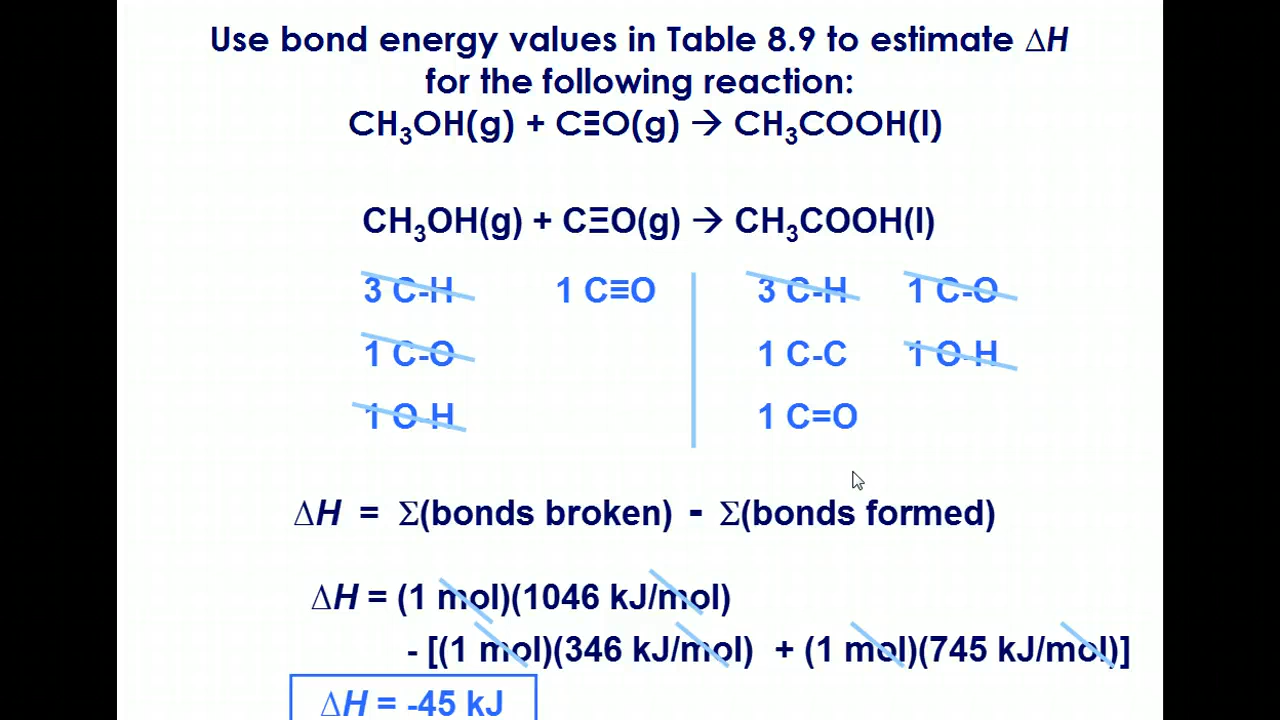 Use bond energy values in Table 8.9 to estimate ΔH
for the following reaction:
CH₃OH(g) + C≡O(g) → CH₃COOH(l)
CH₃OH(g) + C≡O(g) → CH₃COOH(l)
3 C-H 1 C≡O 3 C-H 1 C-O
1 C-O 1 C-C 1 O-H
1 O-H 1 C=O
ΔH = Σ(bonds broken) - Σ(bonds formed)
ΔH = (1 mol)(1046 kJ/mol)
- [(1 mol)(346 kJ/mol) + (1 mol)(745 kJ/mol)]
ΔH = -45 kJ